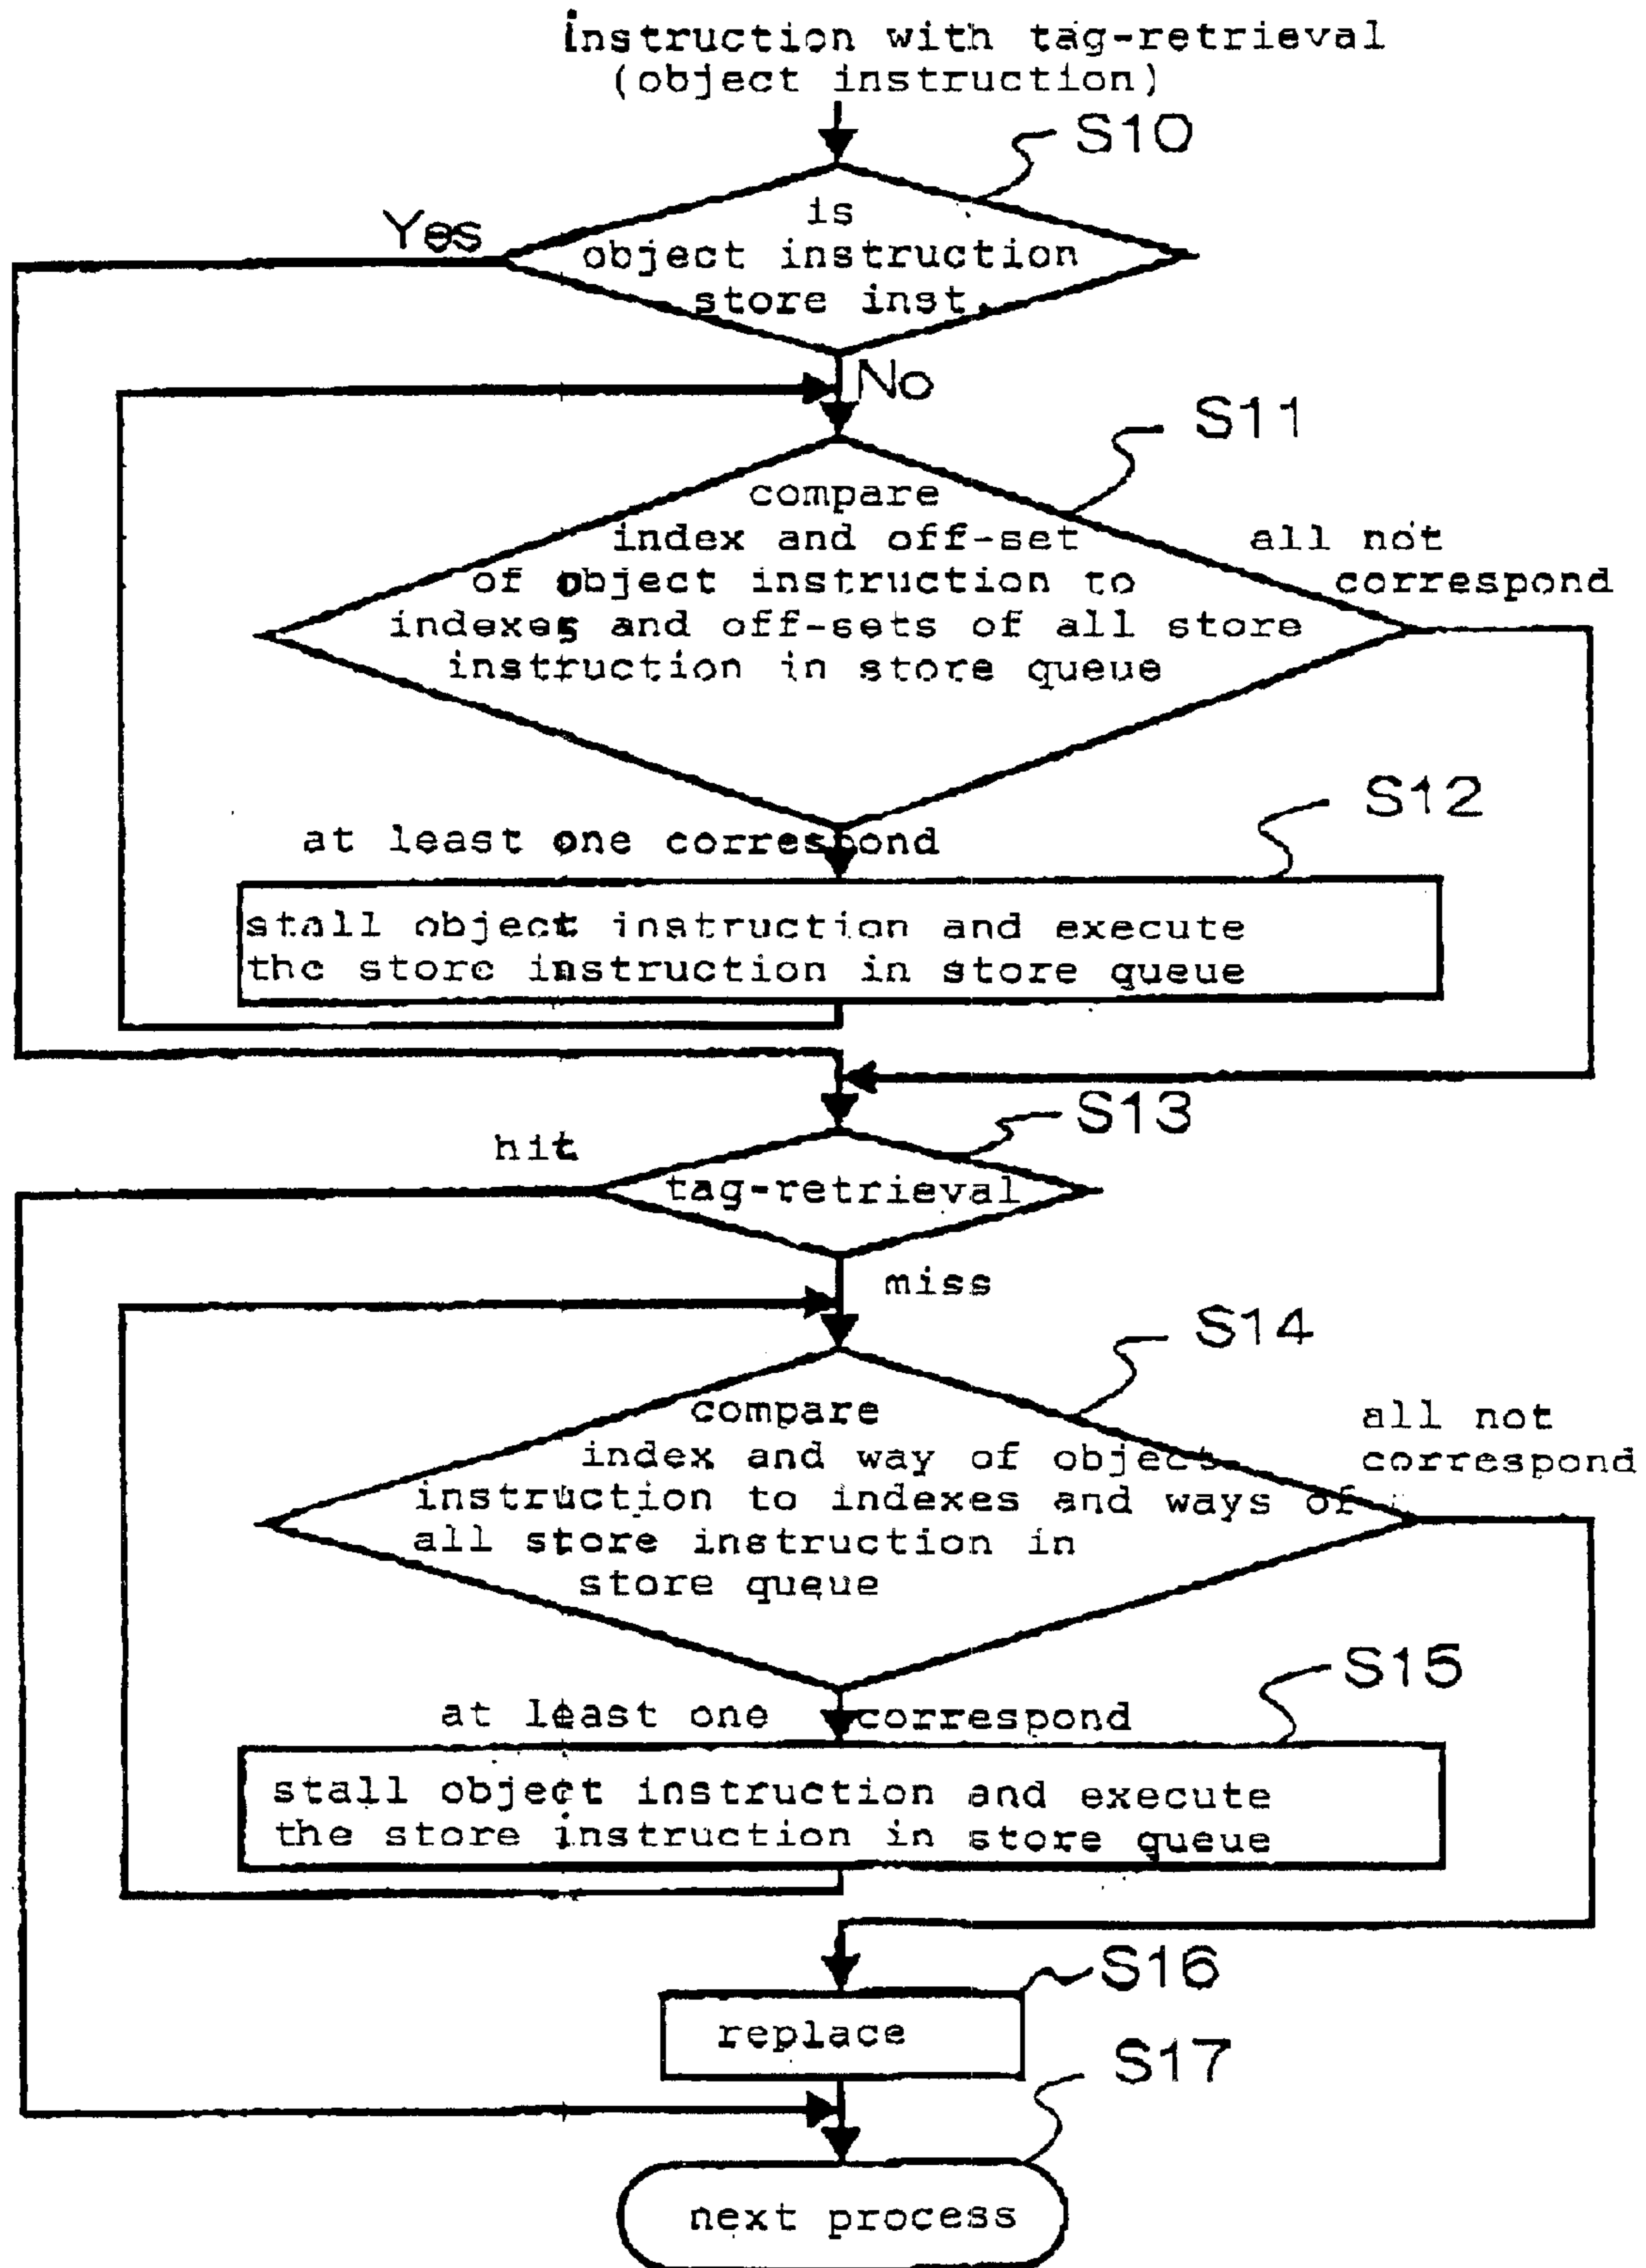 instruction with tag-retrieval
(object instruction)
S10
Yes
is
object instruction
store inst.
No
S11
compare
index and off-set
of object instruction to
indexes and off-sets of all store
instruction in store queue
all not
correspond
S12
at least one correspond
stall object instruction and execute
the store instruction in store queue
S13
hit
tag-retrieval
miss
S14
compare
index and way of object
instruction to indexes and ways of
all store instruction in
store queue
all not
correspond
S15
at least one correspond
stall object instruction and execute
the store instruction in store queue
S16
replace
S17
next process